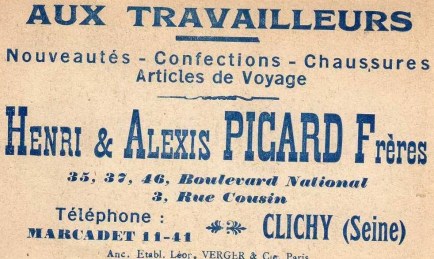 AUX TRAVAILLEURS
Nouveautés - Confections - Chaussures
Articles de Voyage
HENRI & ALEXIS PICARD Frères
35, 37, 46, Boulevard National
3, Rue Cousin
Téléphone :
MARCADET 11-41
CLICHY (Seine)
Anc. Etabl. Léop. VERGER & Cie Paris